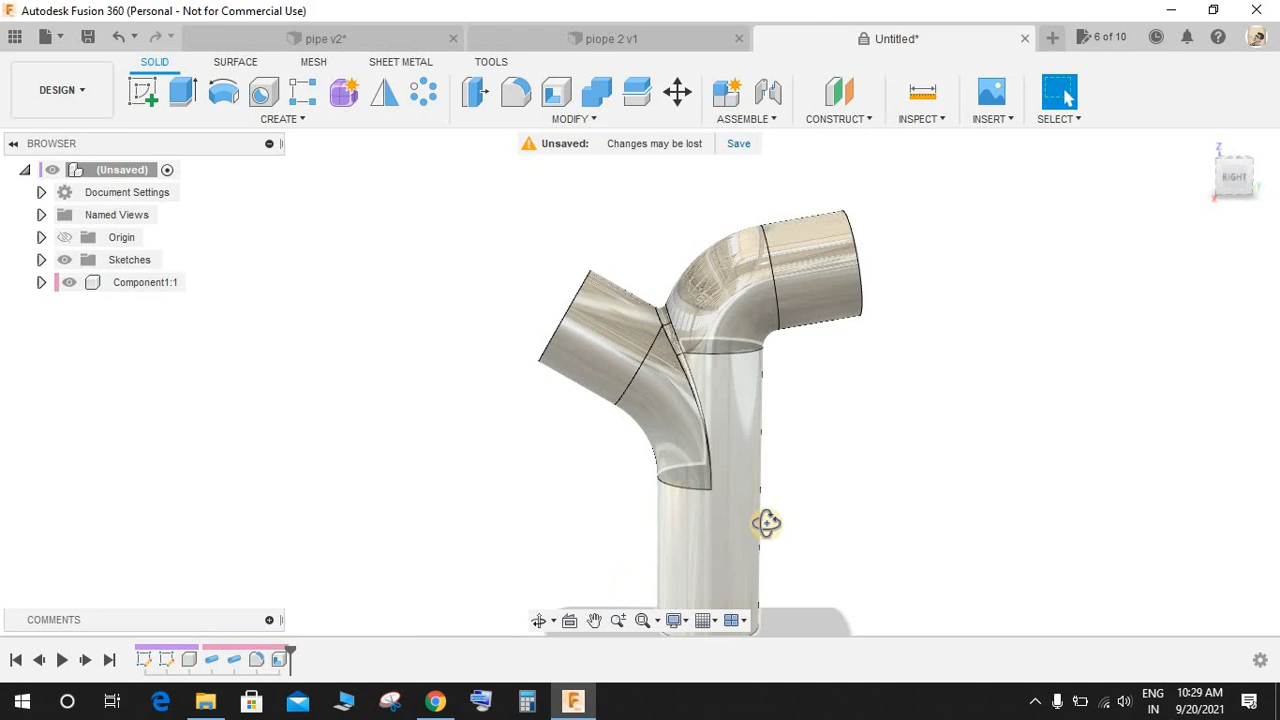 Autodesk Fusion 360 (Personal - Not for Commercial Use)
pipe v2*
piope 2 v1
Untitled*
6 of 10
SOLID SURFACE MESH SHEET METAL TOOLS
DESIGN
CREATE MODIFY ASSEMBLE CONSTRUCT INSPECT INSERT SELECT
BROWSER
Unsaved: Changes may be lost Save
(Unsaved)
Document Settings
Named Views
Origin
Sketches
Component1:1
Z
RIGHT
Y
X
COMMENTS
ENG
IN
10:29 AM
9/20/2021